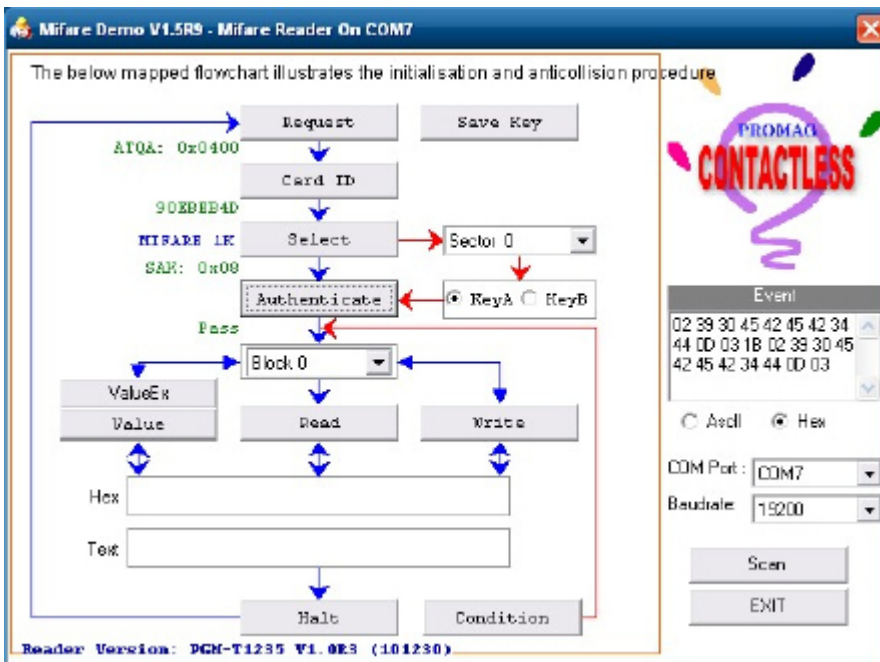 Mifare Demo V1.5R9 - Mifare Reader On COM7
The below mapped flowchart illustrates the initialisation and anticollision procedure
Request
Save Key
ATQA: 0x0400
Card ID
90EBEB4D
MIFARE 1K
Select
Sector 0
SAK: 0x08
Authenticate
KeyA
KeyB
Pass
Block 0
ValueEx
Value
Read
Write
Hex
Text
Halt
Condition
Reader Version: PGM-T1235 V1.0R3 (101230)
PROMAG
CONTACTLESS
Event
02 39 30 45 42 45 42 34
44 0D 03 1B 02 39 30 45
42 45 42 34 44 0D 03
AscII
Hex
COM Port :
COM7
Baudrate:
19200
Scan
EXIT